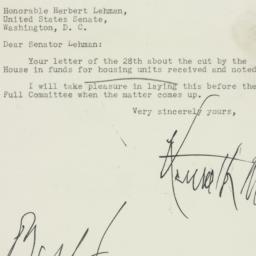 Honorable Herbert Lehman,
United States Senate,
Washington, D. C.
Dear Senator Lehman:
Your letter of the 28th about the cut by the
House in funds for housing units received and noted
I will take pleasure in laying this before the
Full Committee when the matter comes up.
Very sincerely yours,
Kenneth